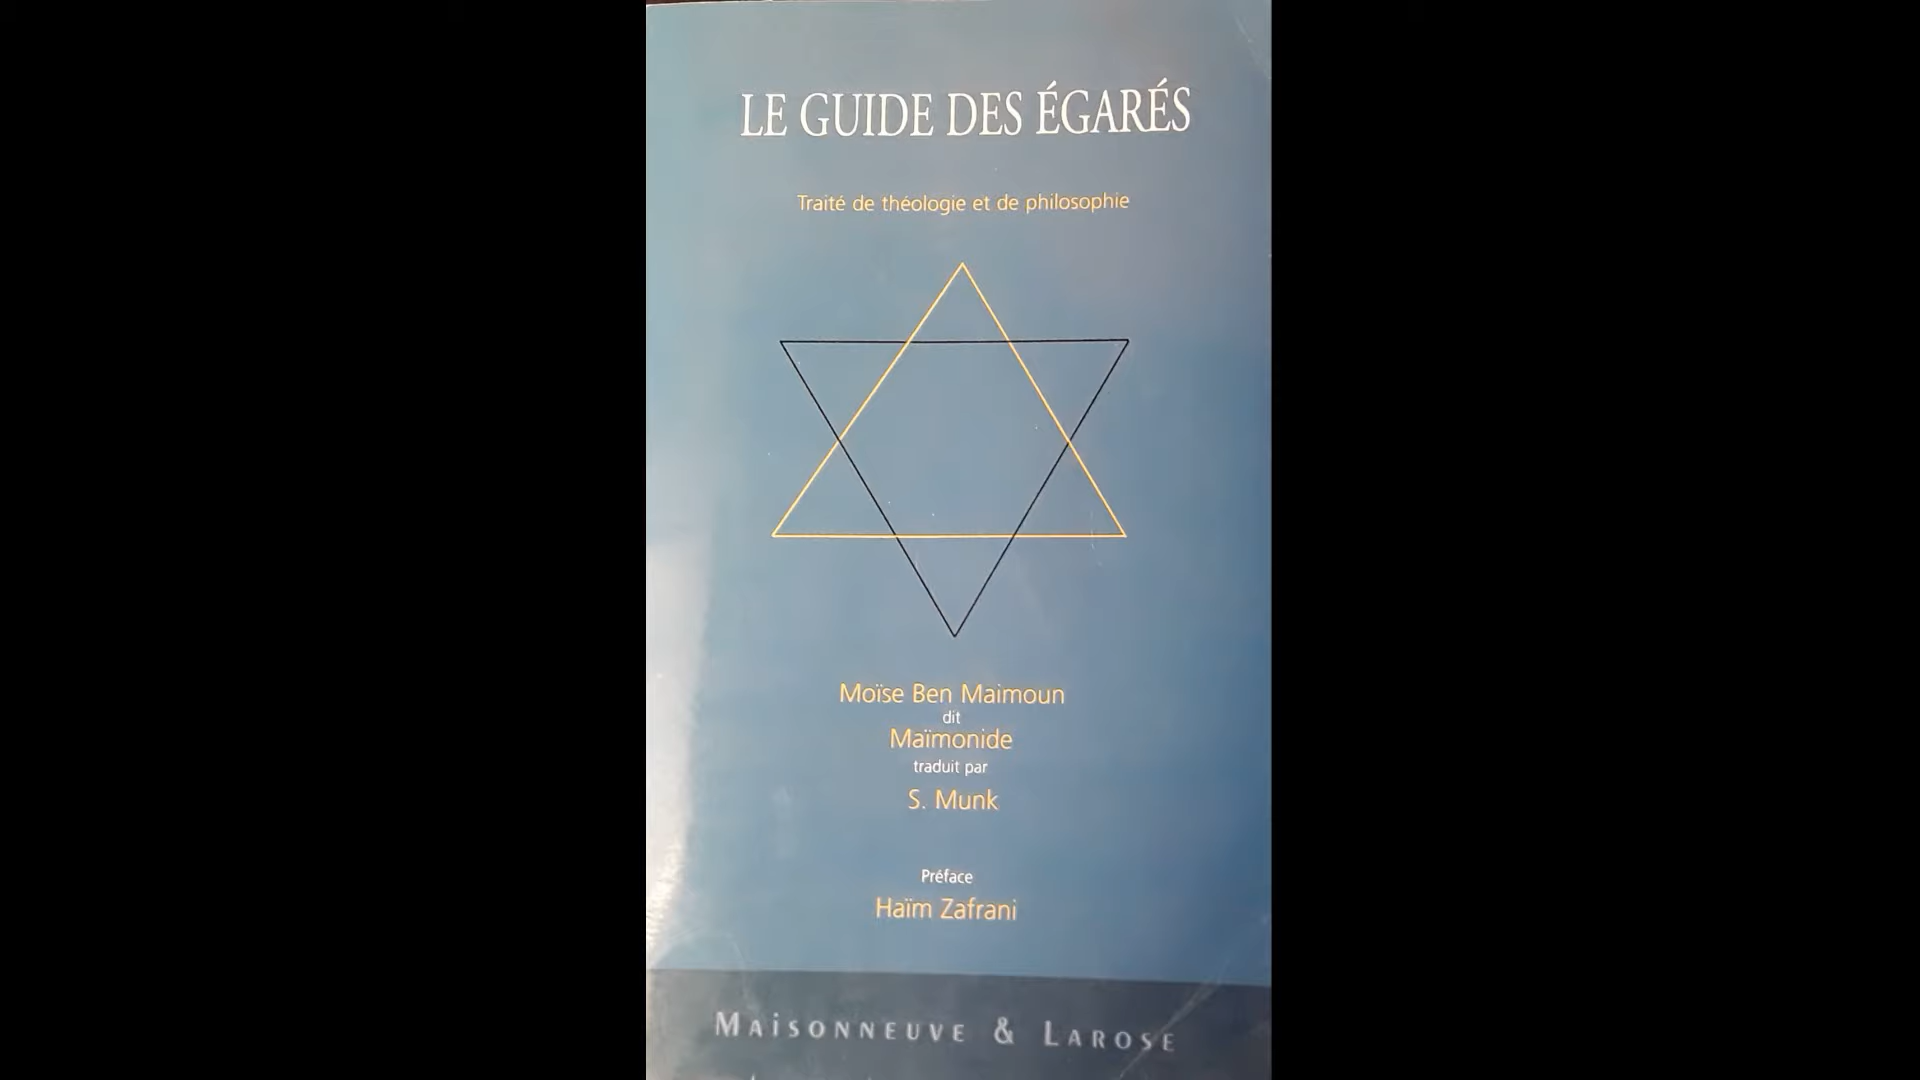 LE GUIDE DES ÉGARÉS
Traité de théologie et de philosophie
Moïse Ben Maimoun
dit
Maïmonide
traduit par
S. Munk
Préface
Haïm Zafrani
MAiSONNEUVE & LAROSE